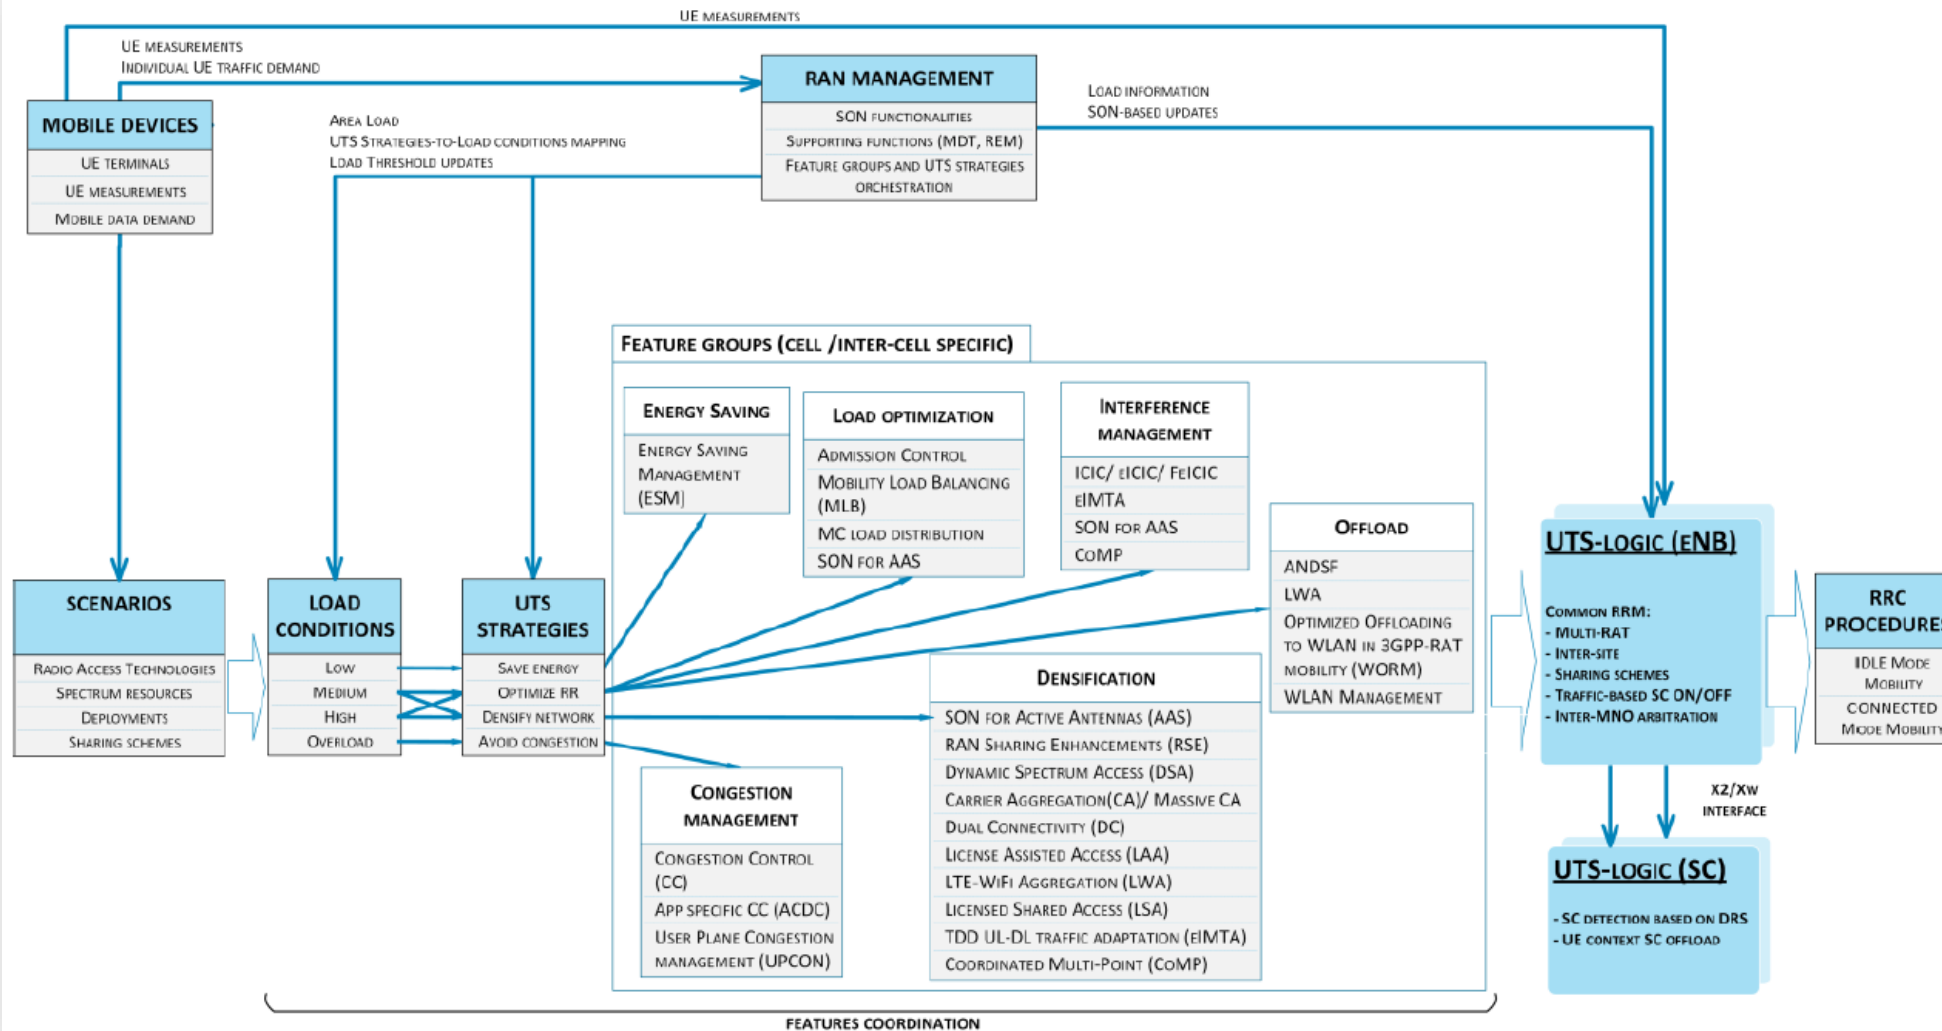 UE MEASUREMENTS
UE MEASUREMENTS
INDIVIDUAL UE TRAFFIC DEMAND
RAN MANAGEMENT
SON FUNCTIONALITIES
SUPPORTING FUNCTIONS (MDT, REM)
FEATURE GROUPS AND UTS STRATEGIES
ORCHESTRATION
LOAD INFORMATION
SON-BASED UPDATES
MOBILE DEVICES
UE TERMINALS
UE MEASUREMENTS
MOBILE DATA DEMAND
AREA LOAD
UTS STRATEGIES-TO-LOAD CONDITIONS MAPPING
LOAD THRESHOLD UPDATES
SCENARIOS
RADIO ACCESS TECHNOLOGIES
SPECTRUM RESOURCES
DEPLOYMENTS
SHARING SCHEMES
LOAD
CONDITIONS
LOW
MEDIUM
HIGH
OVERLOAD
UTS
STRATEGIES
SAVE ENERGY
OPTIMIZE RR
DENSIFY NETWORK
AVOID CONGESTION
FEATURE GROUPS (CELL /INTER-CELL SPECIFIC)
ENERGY SAVING
ENERGY SAVING
MANAGEMENT
(ESM)
LOAD OPTIMIZATION
ADMISSION CONTROL
MOBILITY LOAD BALANCING
(MLB)
MC LOAD DISTRIBUTION
SON FOR AAS
INTERFERENCE
MANAGEMENT
ICIC/ EICIC/ FEICIC
EIMTA
SON FOR AAS
COMP
OFFLOAD
ANDSF
LWA
OPTIMIZED OFFLOADING
TO WLAN IN 3GPP-RAT
MOBILITY (WORM)
WLAN MANAGEMENT
DENSIFICATION
SON FOR ACTIVE ANTENNAS (AAS)
RAN SHARING ENHANCEMENTS (RSE)
DYNAMIC SPECTRUM ACCESS (DSA)
CARRIER AGGREGATION(CA)/ MASSIVE CA
DUAL CONNECTIVITY (DC)
LICENSE ASSISTED ACCESS (LAA)
LTE-WIFI AGGREGATION (LWA)
LICENSED SHARED ACCESS (LSA)
TDD UL-DL TRAFFIC ADAPTATION (EIMTA)
COORDINATED MULTI-POINT (COMP)
CONGESTION
MANAGEMENT
CONGESTION CONTROL
(CC)
APP SPECIFIC CC (ACDC)
USER PLANE CONGESTION
MANAGEMENT (UPCON)
UTS-LOGIC (ENB)
COMMON RRM:
- MULTI-RAT
- INTER-SITE
- SHARING SCHEMES
- TRAFFIC-BASED SC ON/OFF
- INTER-MNO ARBITRATION
RRC
PROCEDURES
IDLE MODE
MOBILITY
CONNECTED
MODE MOBILITY
X2/XW
INTERFACE
UTS-LOGIC (SC)
- SC DETECTION BASED ON DRS
- UE CONTEXT SC OFFLOAD
FEATURES COORDINATION